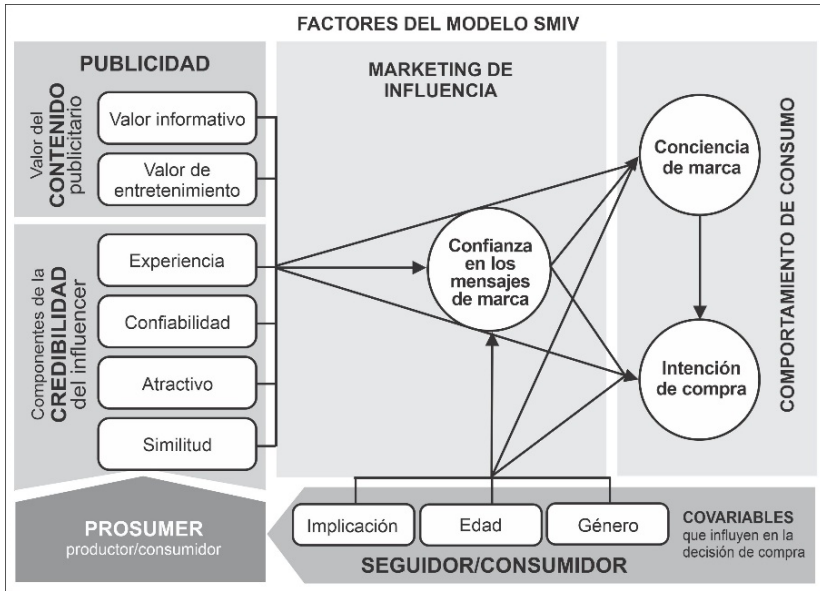 FACTORES DEL MODELO SMIV
PUBLICIDAD
Valor del
CONTENIDO
publicitario
Valor informativo
Valor de
entretenimiento
Componentes de la
CREDIBILIDAD
del influencer
Experiencia
Confiabilidad
Atractivo
Similitud
MARKETING DE
INFLUENCIA
Confianza
en los
mensajes
de marca
Conciencia
de marca
Intención
de compra
COMPORTAMIENTO DE CONSUMO
PROSUMER
productor/consumidor
Implicación
Edad
Género
SEGUIDOR/CONSUMIDOR
COVARIABLES
que influyen en la
decisión de compra